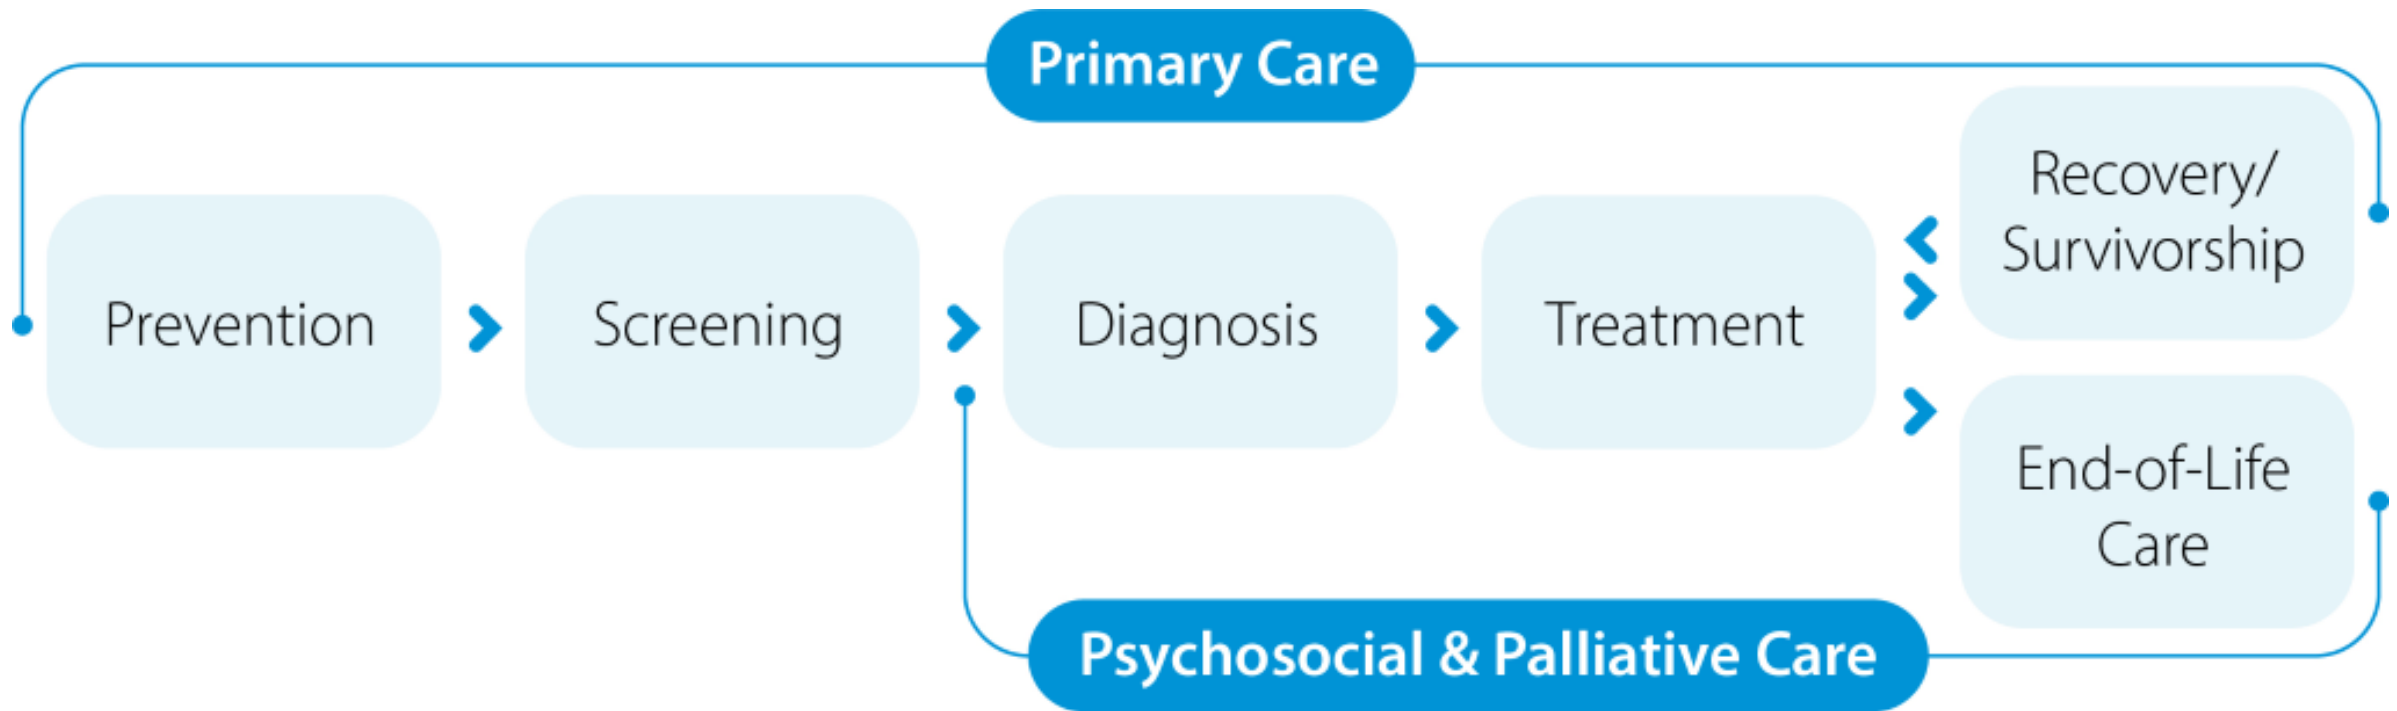 Primary Care
Prevention
Screening
Diagnosis
Treatment
Recovery/
Survivorship
End-of-Life
Care
Psychosocial & Palliative Care